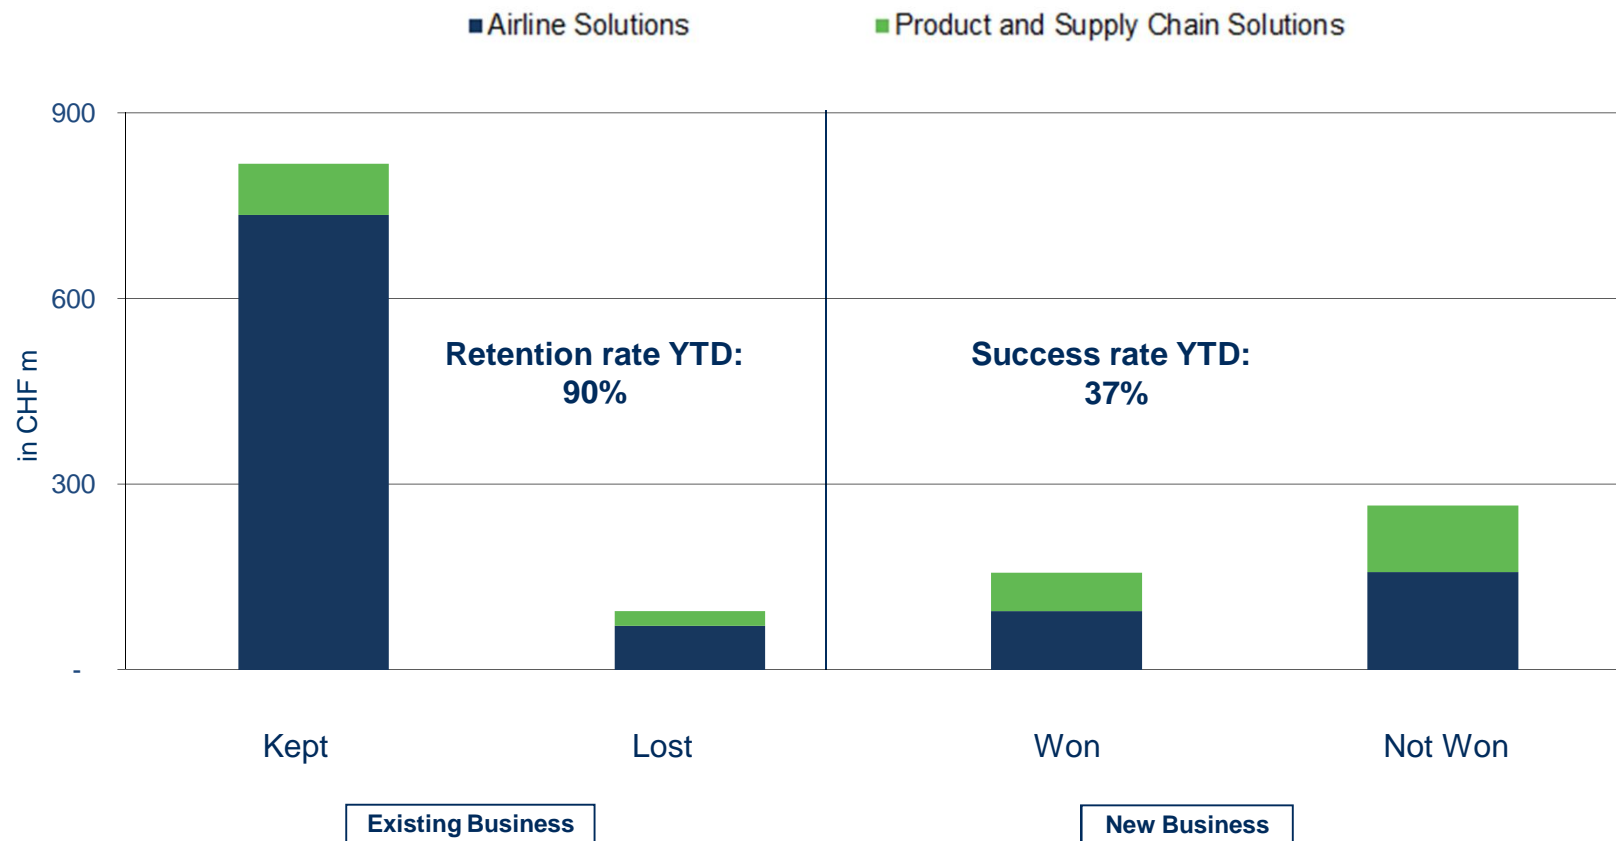 Airline Solutions
Product and Supply Chain Solutions
900
600
300
-
in CHF m
Retention rate YTD:
90%
Success rate YTD:
37%
Kept
Lost
Won
Not Won
Existing Business
New Business